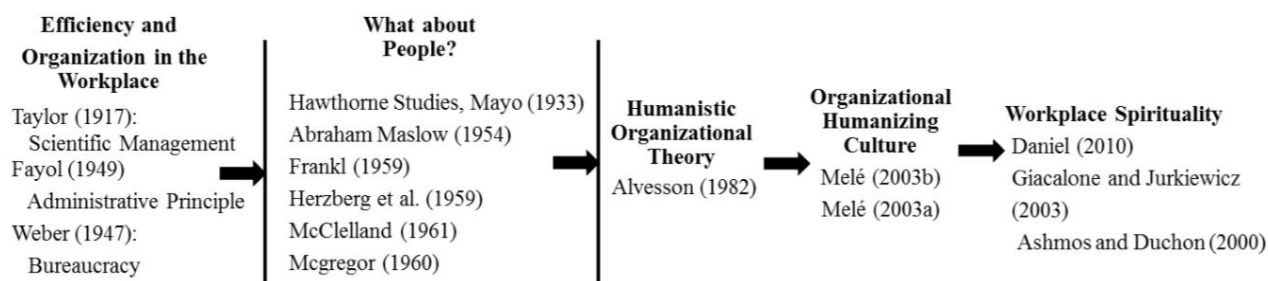 Efficiency and
Organization in the
Workplace
Taylor (1917):
Scientific Management
Fayol (1949)
Administrative Principle
Weber (1947):
Bureaucracy
What about
People?
Hawthorne Studies, Mayo (1933)
Abraham Maslow (1954)
Frankl (1959)
Herzberg et al. (1959)
McClelland (1961)
Mcgregor (1960)
Humanistic
Organizational
Theory
Alvesson (1982)
Organizational
Humanizing
Culture
Melé (2003b)
Melé (2003a)
Workplace Spirituality
Daniel (2010)
Giacalone and Jurkiewicz
(2003)
Ashmos and Duchon (2000)